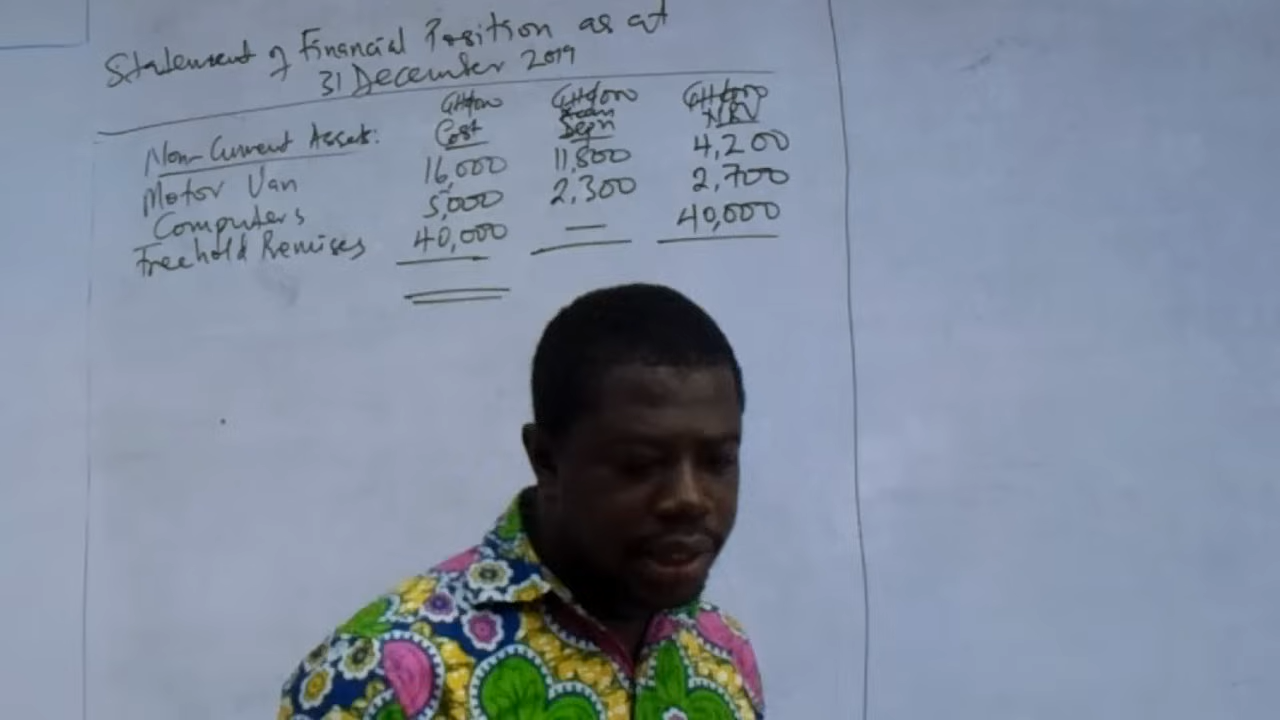 Statement of Financial Position as at
31 December 2019
GH¢000 GH¢000 GH¢000
Non-Current Assets: Cost Accum Depn NBV
Motor Van 16,000 11,800 4,200
Computers 5,000 2,300 2,700
Freehold Premises 40,000 — 40,000